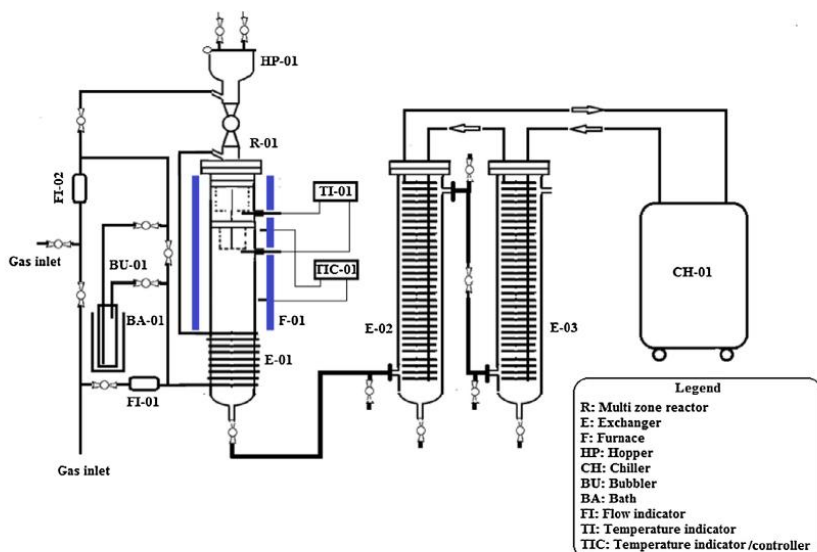 HP-01
R-01
FI-02
TI-01
Gas inlet
BU-01
TIC-01
CH-01
BA-01
F-01
E-02
E-03
E-01
FI-01
Gas inlet
Legend
R: Multi zone reactor
E: Exchanger
F: Furnace
HP: Hopper
CH: Chiller
BU: Bubbler
BA: Bath
FI: Flow indicator
TI: Temperature indicator
TIC: Temperature indicator/controller